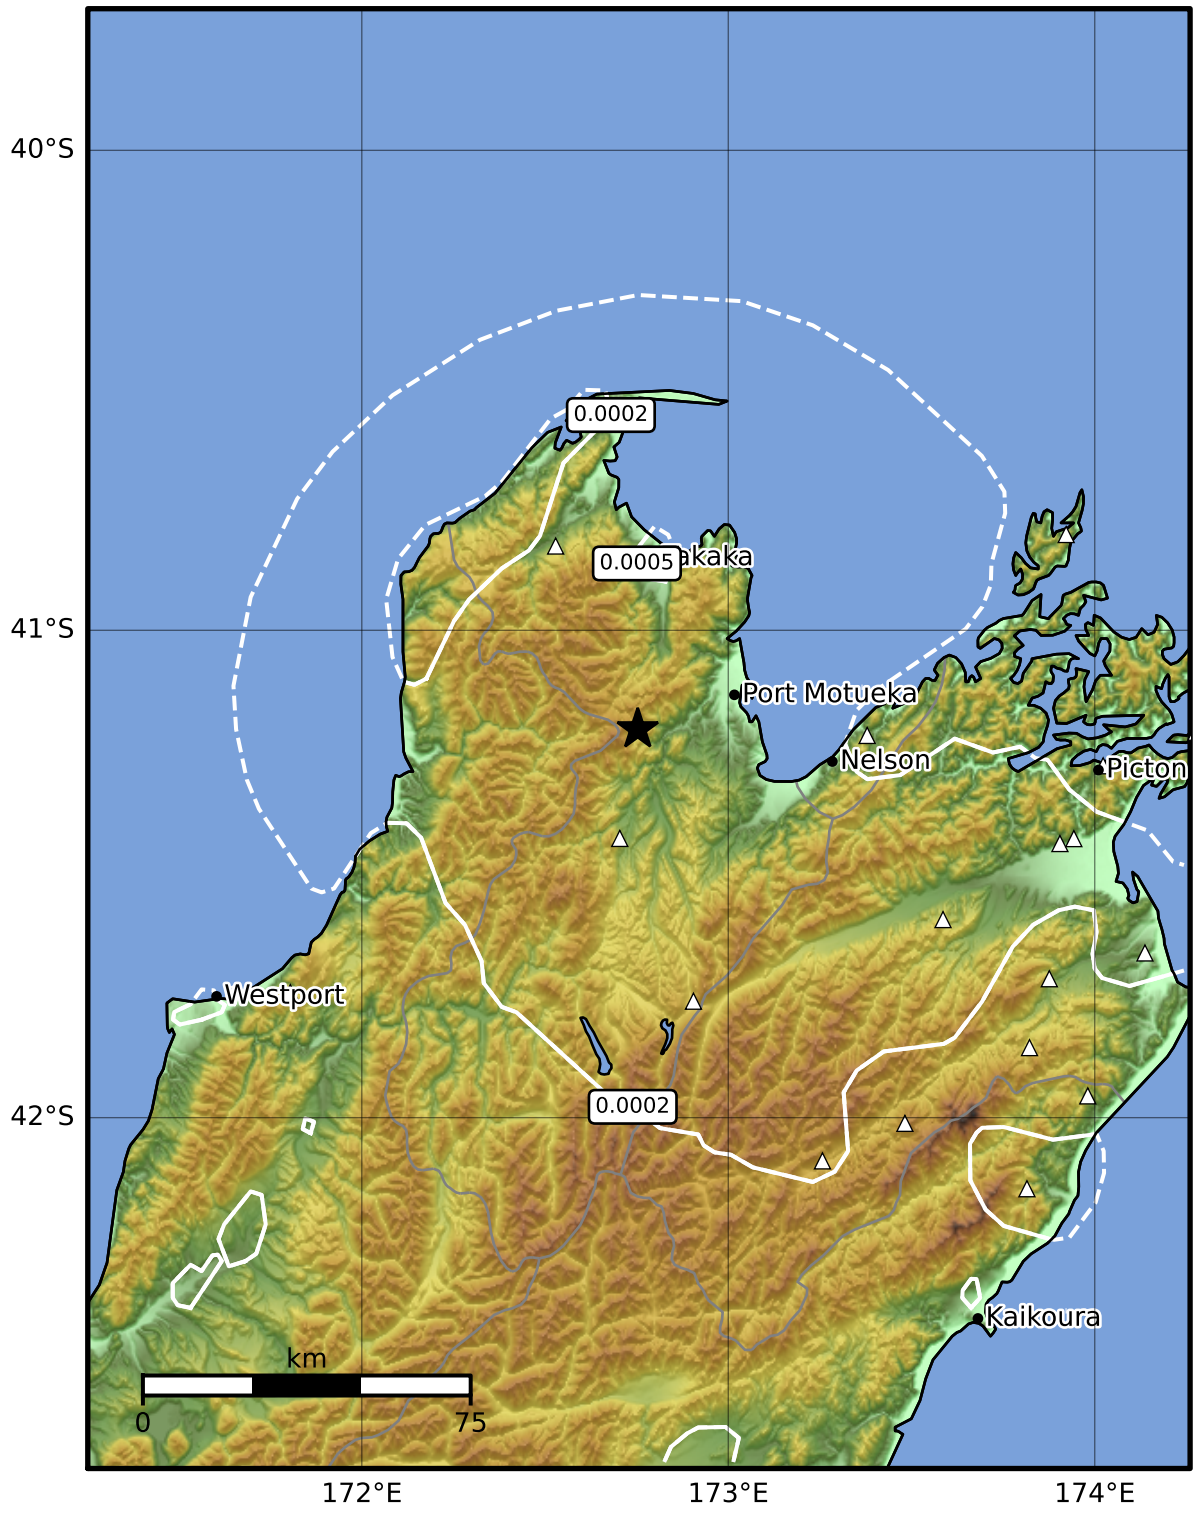 40°S
0.0002
0.0005
akaka
41°S
Port Motueka
Nelson
Picton
Westport
42°S
0.0002
Kaikoura
km
0
75
172°E
173°E
174°E